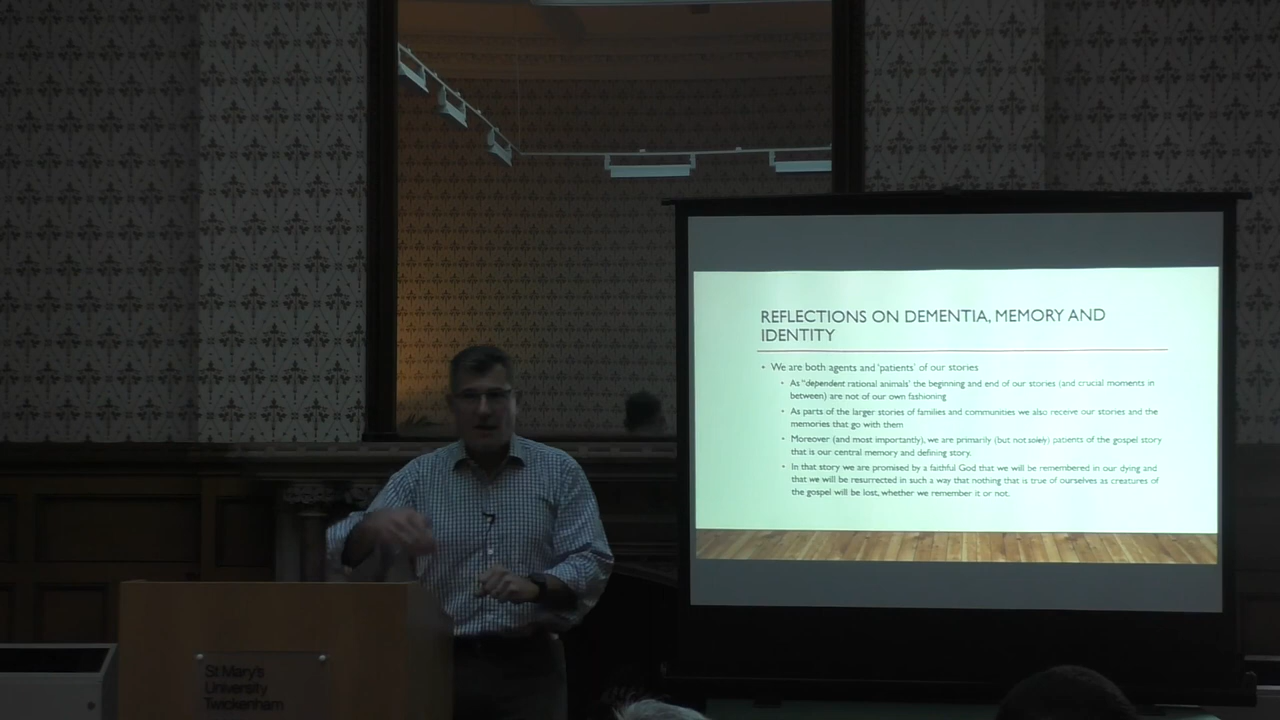 REFLECTIONS ON DEMENTIA, MEMORY AND
IDENTITY
• We are both agents and 'patients' of our stories
• As "dependent rational animals' the beginning and end of our stories (and crucial moments in
between) are not of our own fashioning
• As parts of the larger stories of families and communities we also receive our stories and the
memories that go with them
• Moreover (and most importantly), we are primarily (but not solely) patients of the gospel story
that is our central memory and defining story.
• In that story we are promised by a faithful God that we will be remembered in our dying and
that we will be resurrected in such a way that nothing that is true of ourselves as creatures of
the gospel will be lost, whether we remember it or not.
St Mary's
University
Twickenham